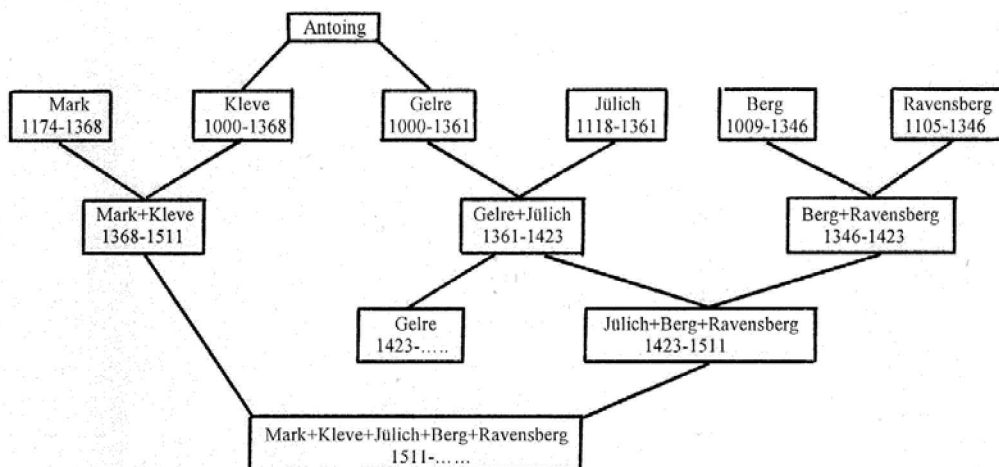 Antoing
Mark
1174-1368
Kleve
1000-1368
Gelre
1000-1361
Jülich
1118-1361
Berg
1009-1346
Ravensberg
1105-1346
Mark+Kleve
1368-1511
Gelre+Jülich
1361-1423
Berg+Ravensberg
1346-1423
Gelre
1423-.....
Jülich+Berg+Ravensberg
1423-1511
Mark+Kleve+Jülich+Berg+Ravensberg
1511-......